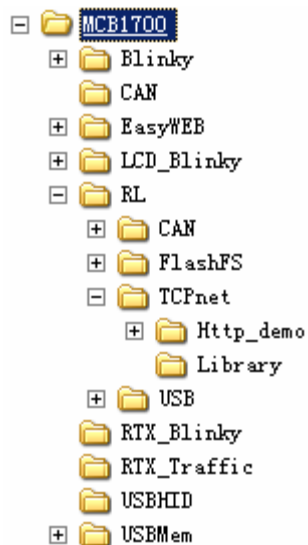 MCB1700
Blinky
CAN
EasyWEB
LCD_Blinky
RL
CAN
FlashFS
TCPnet
Http_demo
Library
USB
RTX_Blinky
RTX_Traffic
USBHID
USBMem